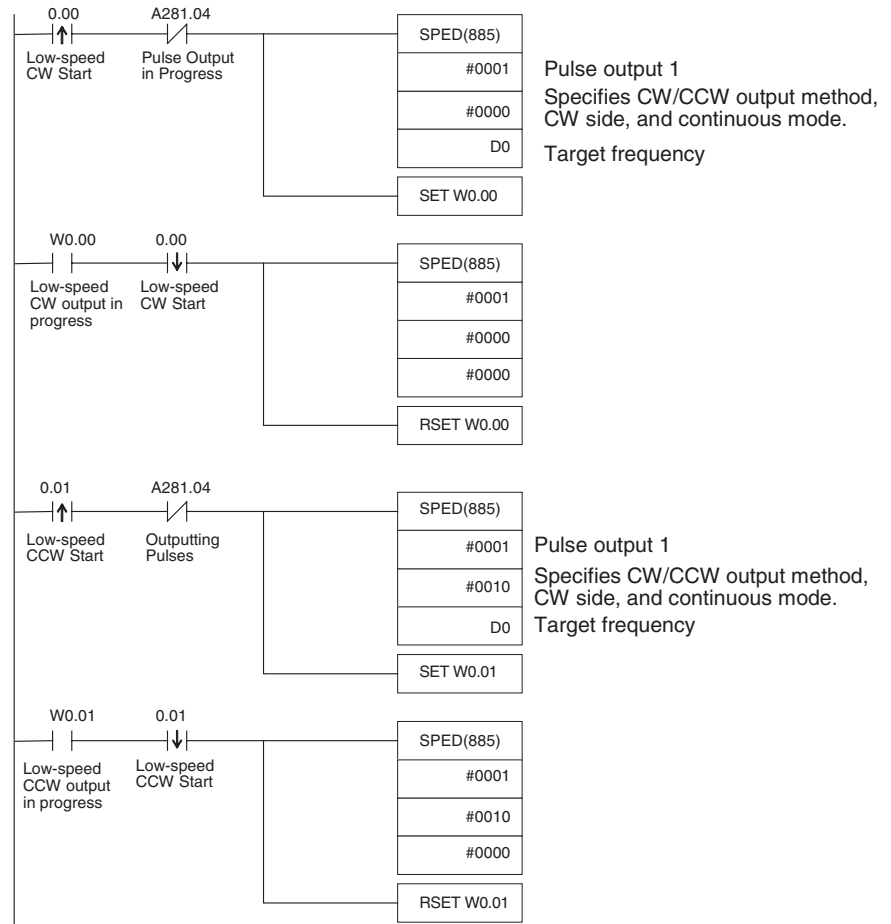 0.00 A281.04
SPED(885)
Low-speed
CW Start
Pulse Output
in Progress
#0001 Pulse output 1
#0000 Specifies CW/CCW output method,
CW side, and continuous mode.
D0 Target frequency
SET W0.00
W0.00 0.00
SPED(885)
Low-speed
CW output in
progress
Low-speed
CW Start
#0001
#0000
#0000
RSET W0.00
0.01 A281.04
SPED(885)
Low-speed
CCW Start
Outputting
Pulses
#0001 Pulse output 1
#0010 Specifies CW/CCW output method,
CW side, and continuous mode.
D0 Target frequency
SET W0.01
W0.01 0.01
SPED(885)
Low-speed
CCW output
in progress
Low-speed
CCW Start
#0001
#0010
#0000
RSET W0.01